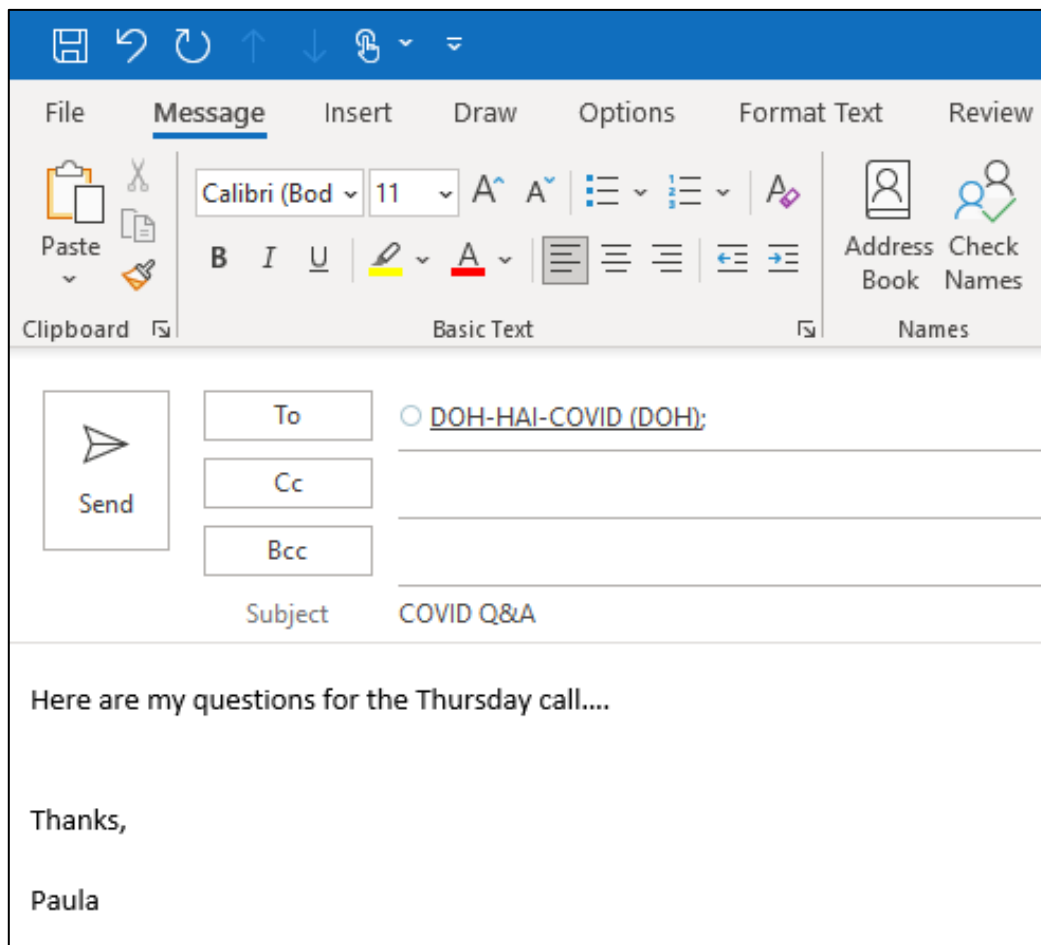 File Message Insert Draw Options Format Text Review
Calibri (Bod 11
Paste
B I U A
Address Check
Book Names
Clipboard Basic Text Names
To DOH-HAI-COVID (DOH);
Cc
Send
Bcc
Subject COVID Q&A
Here are my questions for the Thursday call....
Thanks,
Paula